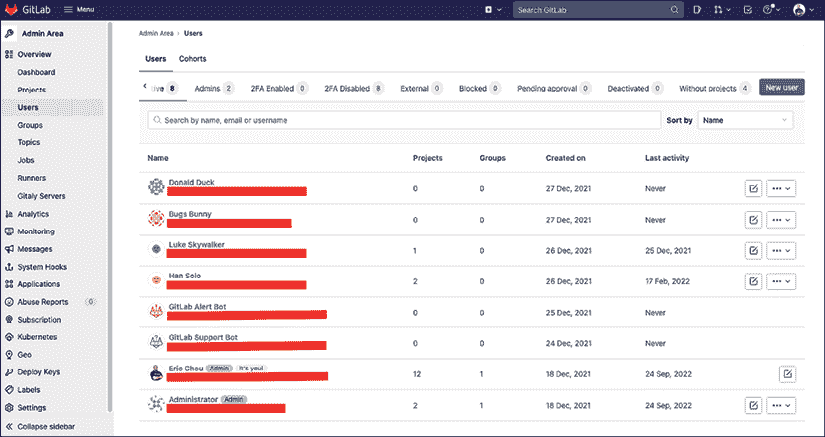 GitLab Menu Search GitLab
Admin Area
Admin Area › Users
Overview
Users Cohorts
Dashboard
Projects
ive 8 Admins 2 2FA Enabled 0 2FA Disabled 8 External 0 Blocked 0 Pending approval 0 Deactivated 0 Without projects 4 New user
Users
Groups
Search by name, email or username Sort by Name
Topics
Jobs
Name Projects Groups Created on Last activity
Runners
Gitaly Servers
Donald Duck 0 0 27 Dec, 2021 Never
Analytics
Bugs Bunny 0 0 27 Dec, 2021 Never
Monitoring
Messages
Luke Skywalker 1 0 26 Dec, 2021 25 Dec, 2021
System Hooks
Applications
Han Solo 2 0 26 Dec, 2021 17 Feb, 2022
Abuse Reports 0
GitLab Alert Bot 0 0 25 Dec, 2021 Never
Subscription
Kubernetes
GitLab Support Bot 0 0 24 Dec, 2021 Never
Geo
Deploy Keys
Eric Chou Admin It's you! 12 1 18 Dec, 2021 24 Sep, 2022
Labels
Settings
Administrator Admin 2 1 18 Dec, 2021 24 Sep, 2022
Collapse sidebar